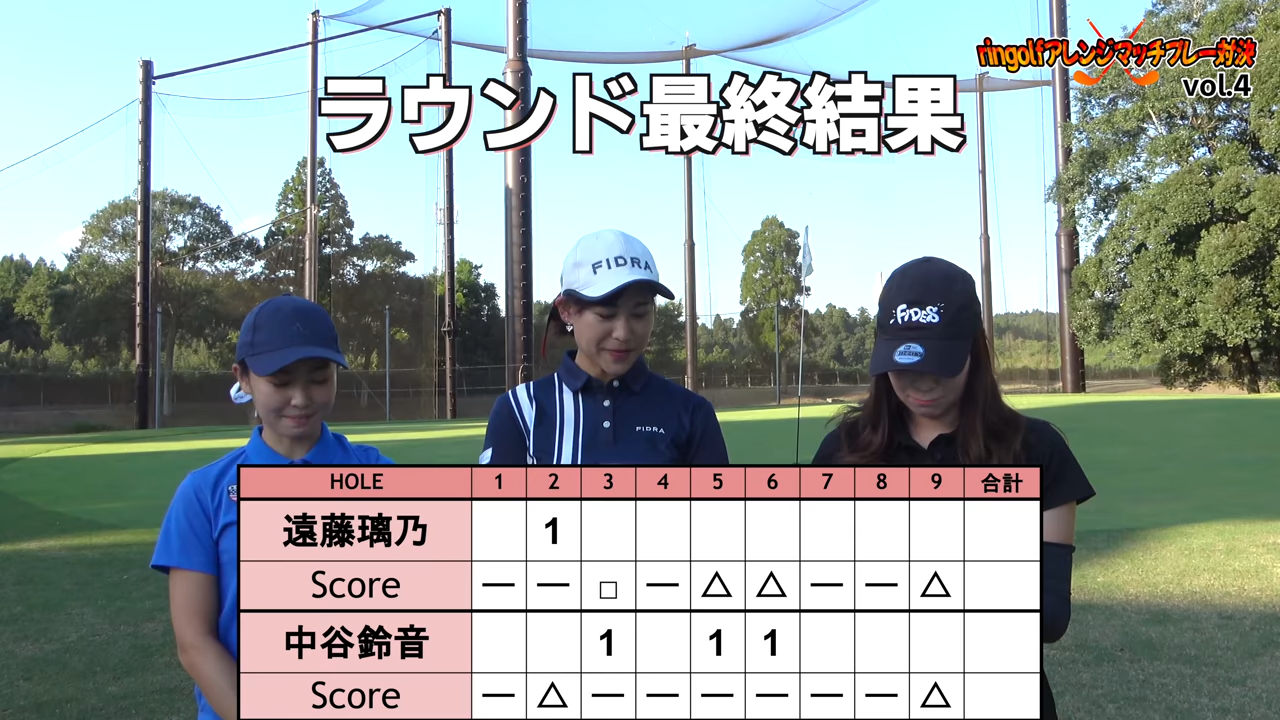 ringolfアレンジマッチプレー対決
vol.4
ラウンド最終結果
FIDRA
FIDES
FIDRA
HOLE 1 2 3 4 5 6 7 8 9 合計
遠藤璃乃 1
Score — — □ — △ △ — — △
中谷鈴音 1 1 1
Score — △ — — — — — — △